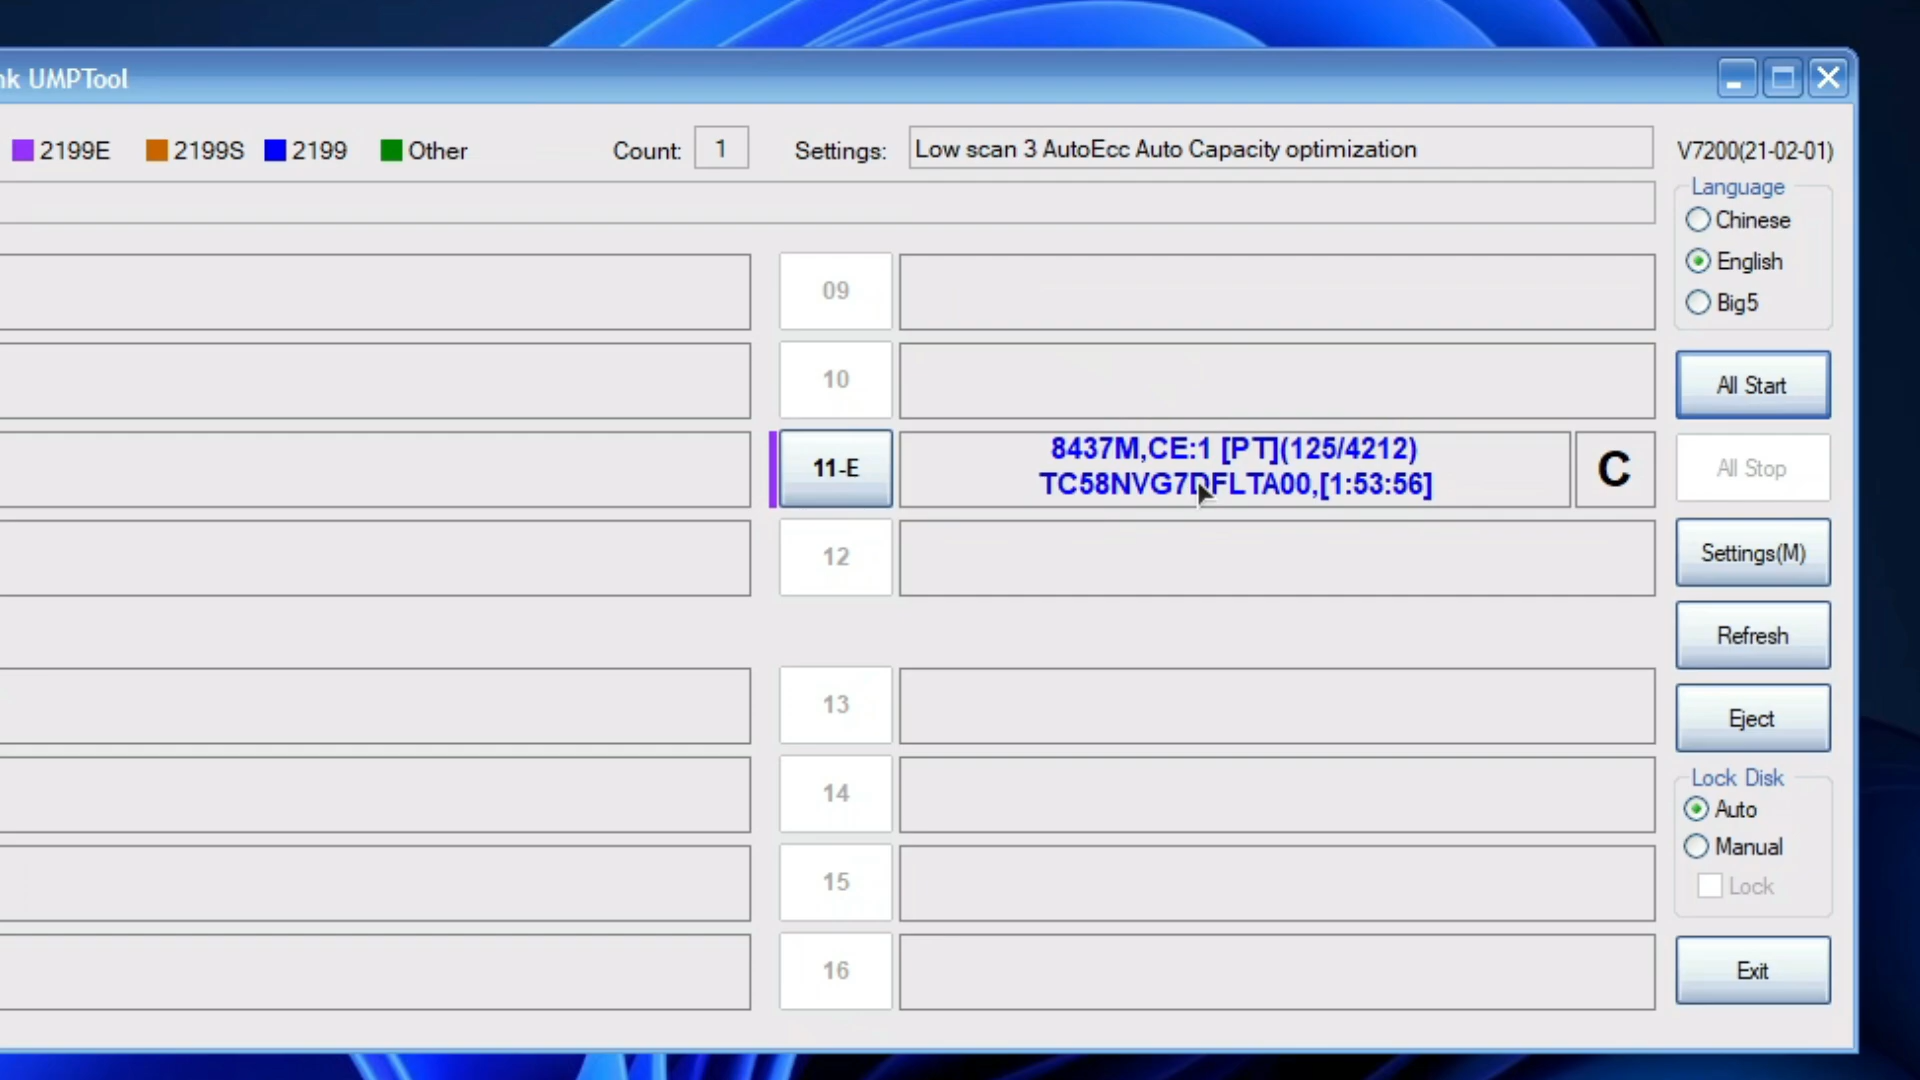 nk UMPTool
2199E 2199S 2199 Other Count: 1 Settings: Low scan 3 AutoEcc Auto Capacity optimization V7200(21-02-01)
Language
Chinese
English
Big5
09
10
11-E 8437M,CE:1 [PT](125/4212)
TC58NVG7DFLTA00,[1:53:56] C
12
13
14
15
16
All Start
All Stop
Settings(M)
Refresh
Eject
Lock Disk
Auto
Manual
Lock
Exit